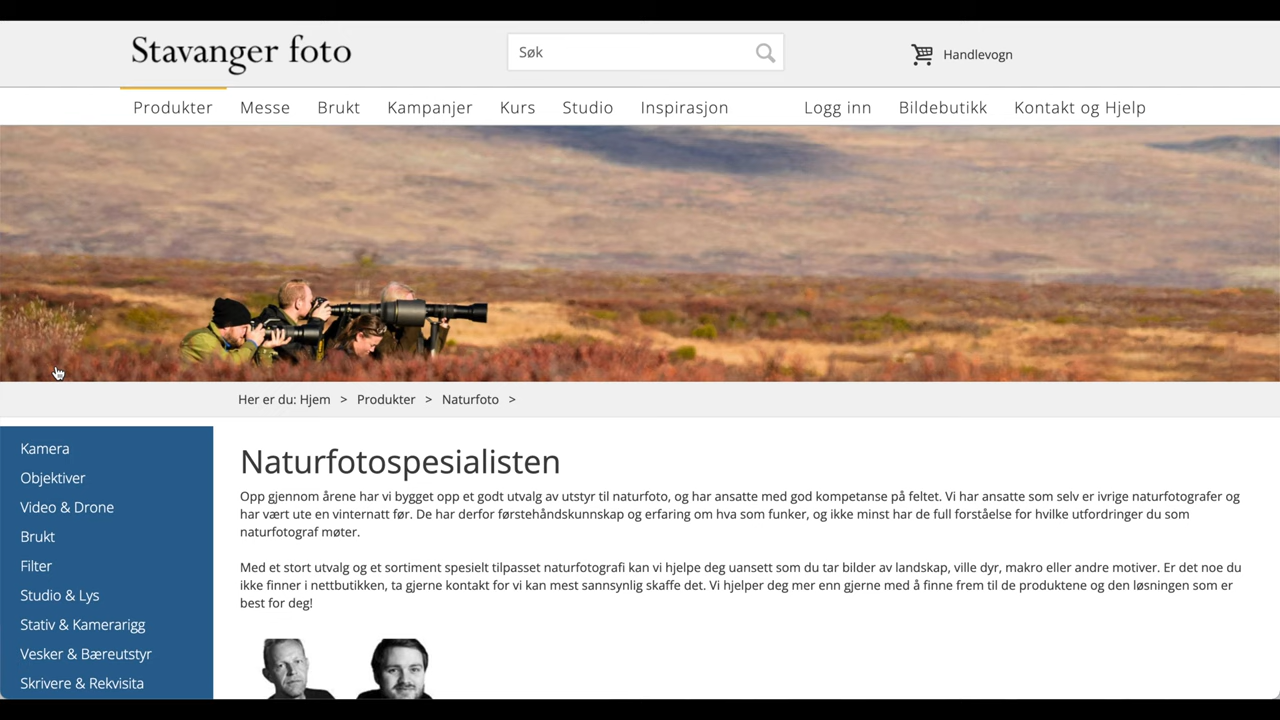 Stavanger foto
Søk
Handlevogn
Produkter Messe Brukt Kampanjer Kurs Studio Inspirasjon Logg inn Bildebutikk Kontakt og Hjelp
Her er du: Hjem > Produkter > Naturfoto >
Kamera
Objektiver
Video & Drone
Brukt
Filter
Studio & Lys
Stativ & Kamerarigg
Vesker & Bæreutstyr
Skrivere & Rekvisita
Naturfotospesialisten
Opp gjennom årene har vi bygget opp et godt utvalg av utstyr til naturfoto, og har ansatte med god kompetanse på feltet. Vi har ansatte som selv er ivrige naturfotografer og
har vært ute en vinternatt før. De har derfor førstehåndskunnskap og erfaring om hva som funker, og ikke minst har de full forståelse for hvilke utfordringer du som
naturfotograf møter.
Med et stort utvalg og et sortiment spesielt tilpasset naturfotografi kan vi hjelpe deg uansett som du tar bilder av landskap, ville dyr, makro eller andre motiver. Er det noe du
ikke finner i nettbutikken, ta gjerne kontakt for vi kan mest sannsynlig skaffe det. Vi hjelper deg mer enn gjerne med å finne frem til de produktene og den løsningen som er
best for deg!